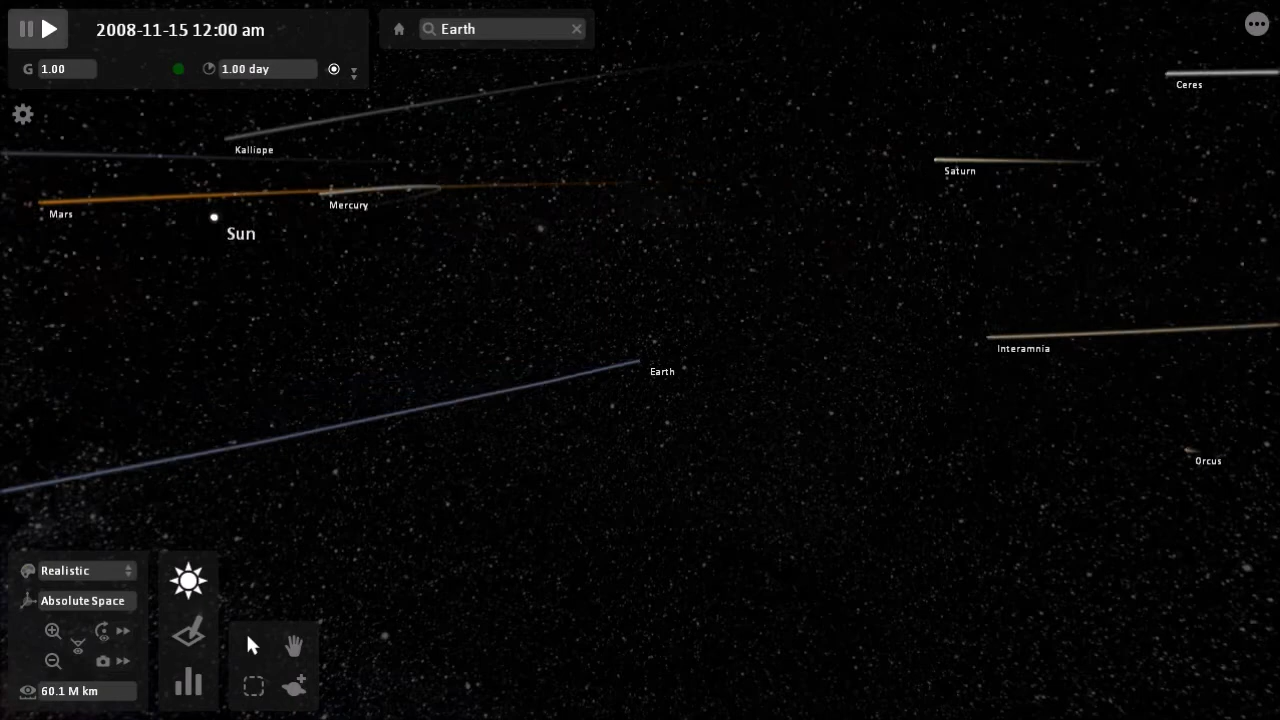 2008-11-15 12:00 am
Earth
G 1.00
1.00 day
Ceres
Kalliope
Saturn
Mars
Mercury
Sun
Interamnia
Earth
Orcus
Realistic
Absolute Space
60.1 M km